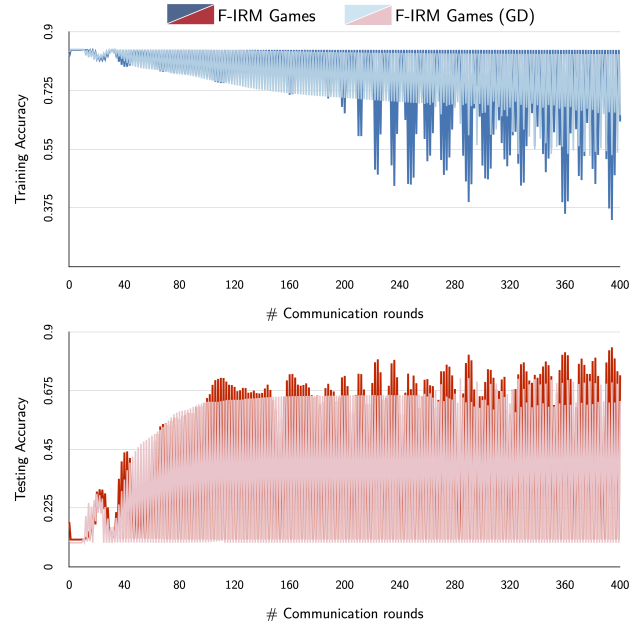 F-IRM Games F-IRM Games (GD)
0.9
0.725
0.55
0.375
Training Accuracy
0 40 80 120 160 200 240 280 320 360 400
# Communication rounds
0.9
0.675
0.45
0.225
0
Testing Accuracy
0 40 80 120 160 200 240 280 320 360 400
# Communication rounds